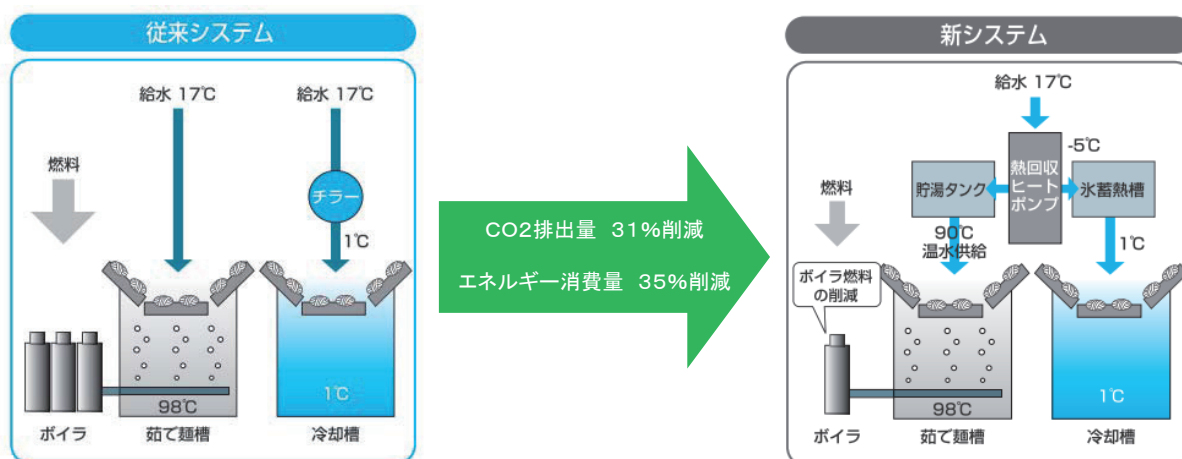 従来システム
給水 17℃
給水 17℃
燃料
チラー
1℃
1℃
98℃
ボイラ
茹で麺槽
冷却槽
CO2排出量 31%削減
エネルギー消費量 35%削減
新システム
給水 17℃
-5℃
熱回収
ヒート
ポンプ
貯湯タンク
氷蓄熱槽
燃料
90℃
温水供給
1℃
ボイラ燃料
の削減
1℃
98℃
ボイラ
茹で麺槽
冷却槽